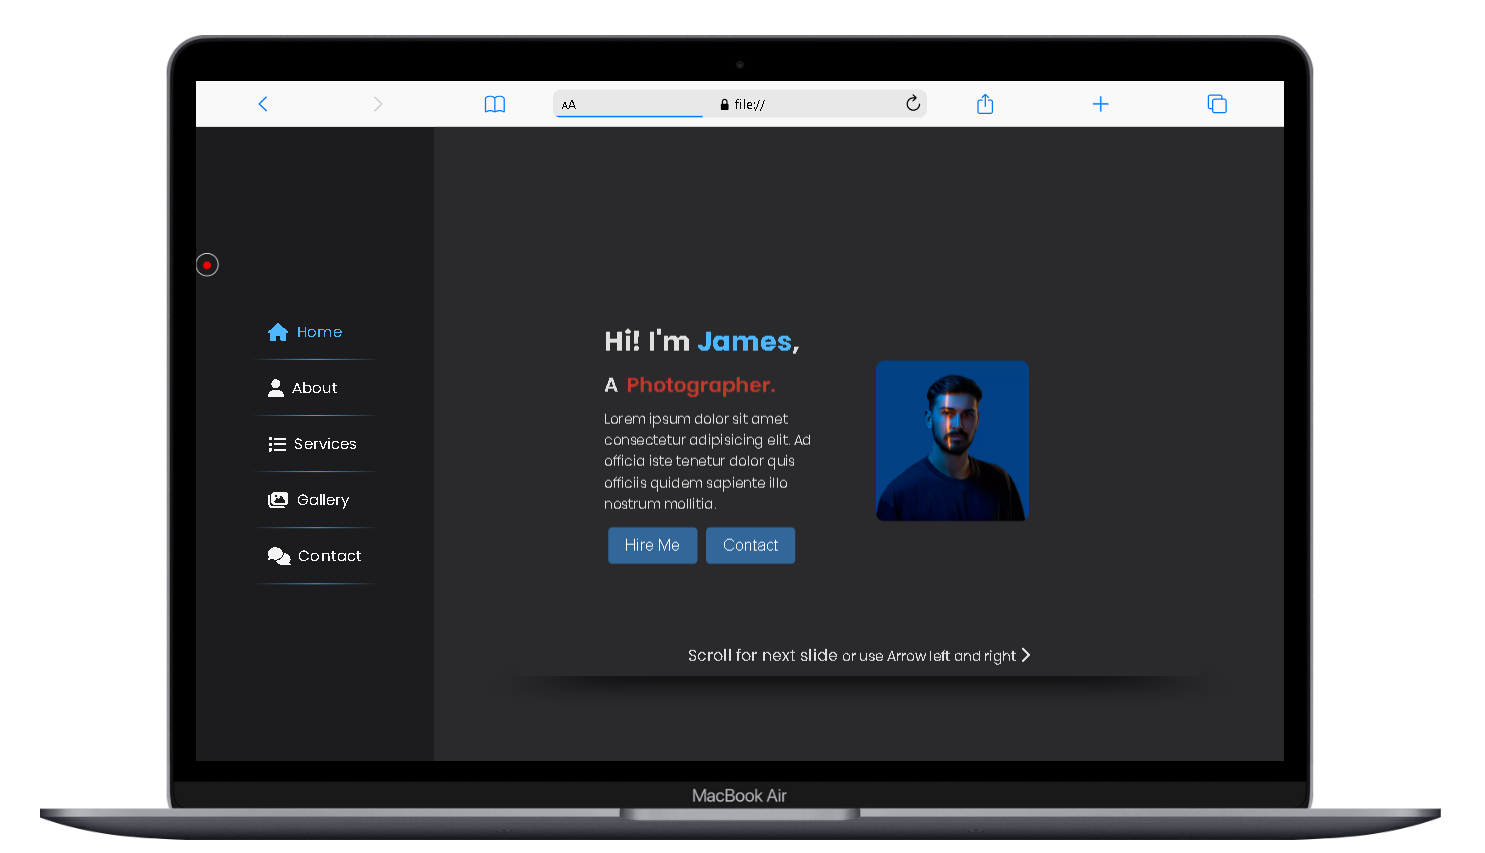 AA
file://
Home
About
Services
Gallery
Contact
Hi! I'm James,
A Photographer.
Lorem ipsum dolor sit amet
consectetur adipisicing elit. Ad
officia iste tenetur dolor quis
officiis quidem sapiente illo
nostrum mollitia.
Hire Me
Contact
Scroll for next slide or use Arrow left and right
MacBook Air